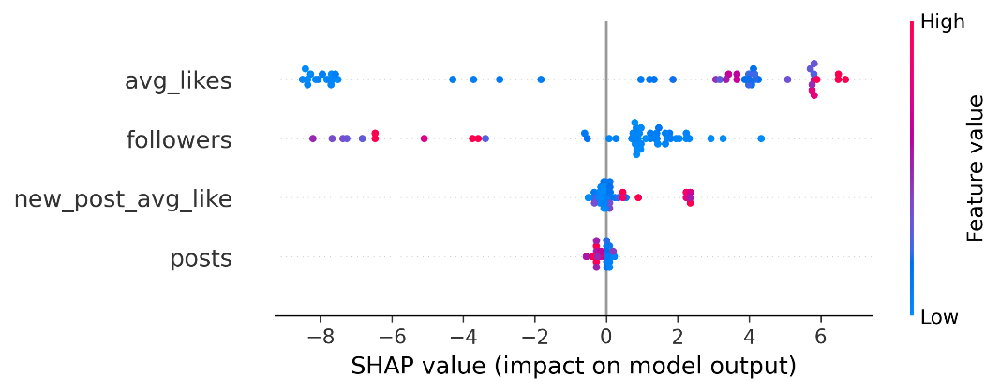 High
avg_likes
followers
new_post_avg_like
posts
Feature value
Low
−8 −6 −4 −2 0 2 4 6
SHAP value (impact on model output)